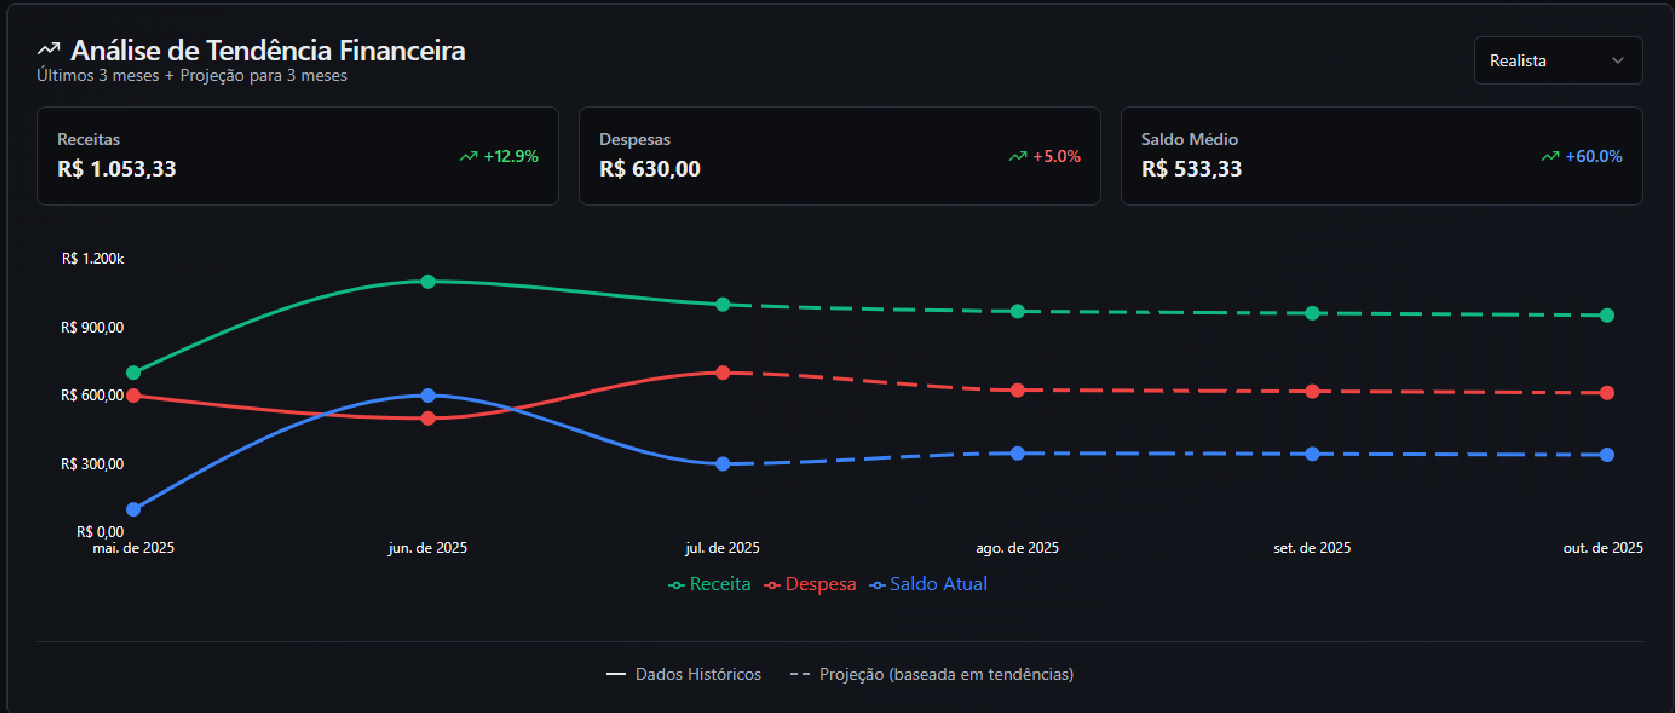 Análise de Tendência Financeira
Últimos 3 meses + Projeção para 3 meses
Realista
Receitas
R$ 1.053,33
+12.9%
Despesas
R$ 630,00
+5.0%
Saldo Médio
R$ 533,33
+60.0%
R$ 1.200k
R$ 900,00
R$ 600,00
R$ 300,00
R$ 0,00
mai. de 2025 jun. de 2025 jul. de 2025 ago. de 2025 set. de 2025 out. de 2025
Receita Despesa Saldo Atual
Dados Históricos Projeção (baseada em tendências)